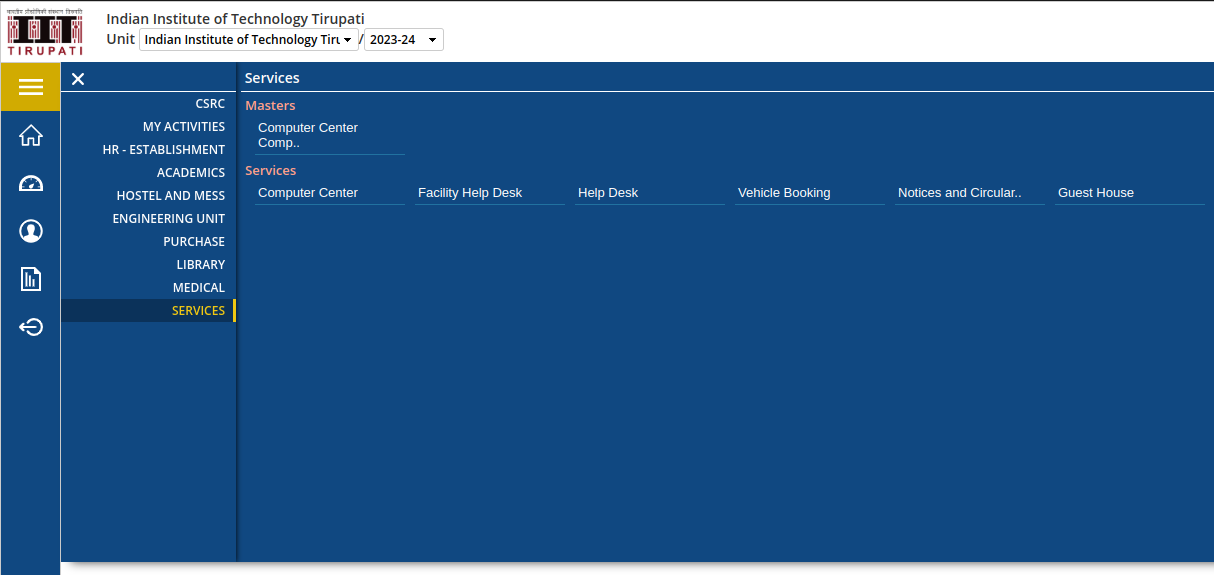 भारतीय प्रौद्योगिकी संस्थान तिरुपति
TIRUPATI
Indian Institute of Technology Tirupati
Unit Indian Institute of Technology Tiru / 2023-24
Services
CSRC
MY ACTIVITIES
HR - ESTABLISHMENT
ACADEMICS
HOSTEL AND MESS
ENGINEERING UNIT
PURCHASE
LIBRARY
MEDICAL
SERVICES
Masters
Computer Center
Comp..
Services
Computer Center Facility Help Desk Help Desk Vehicle Booking Notices and Circular.. Guest House